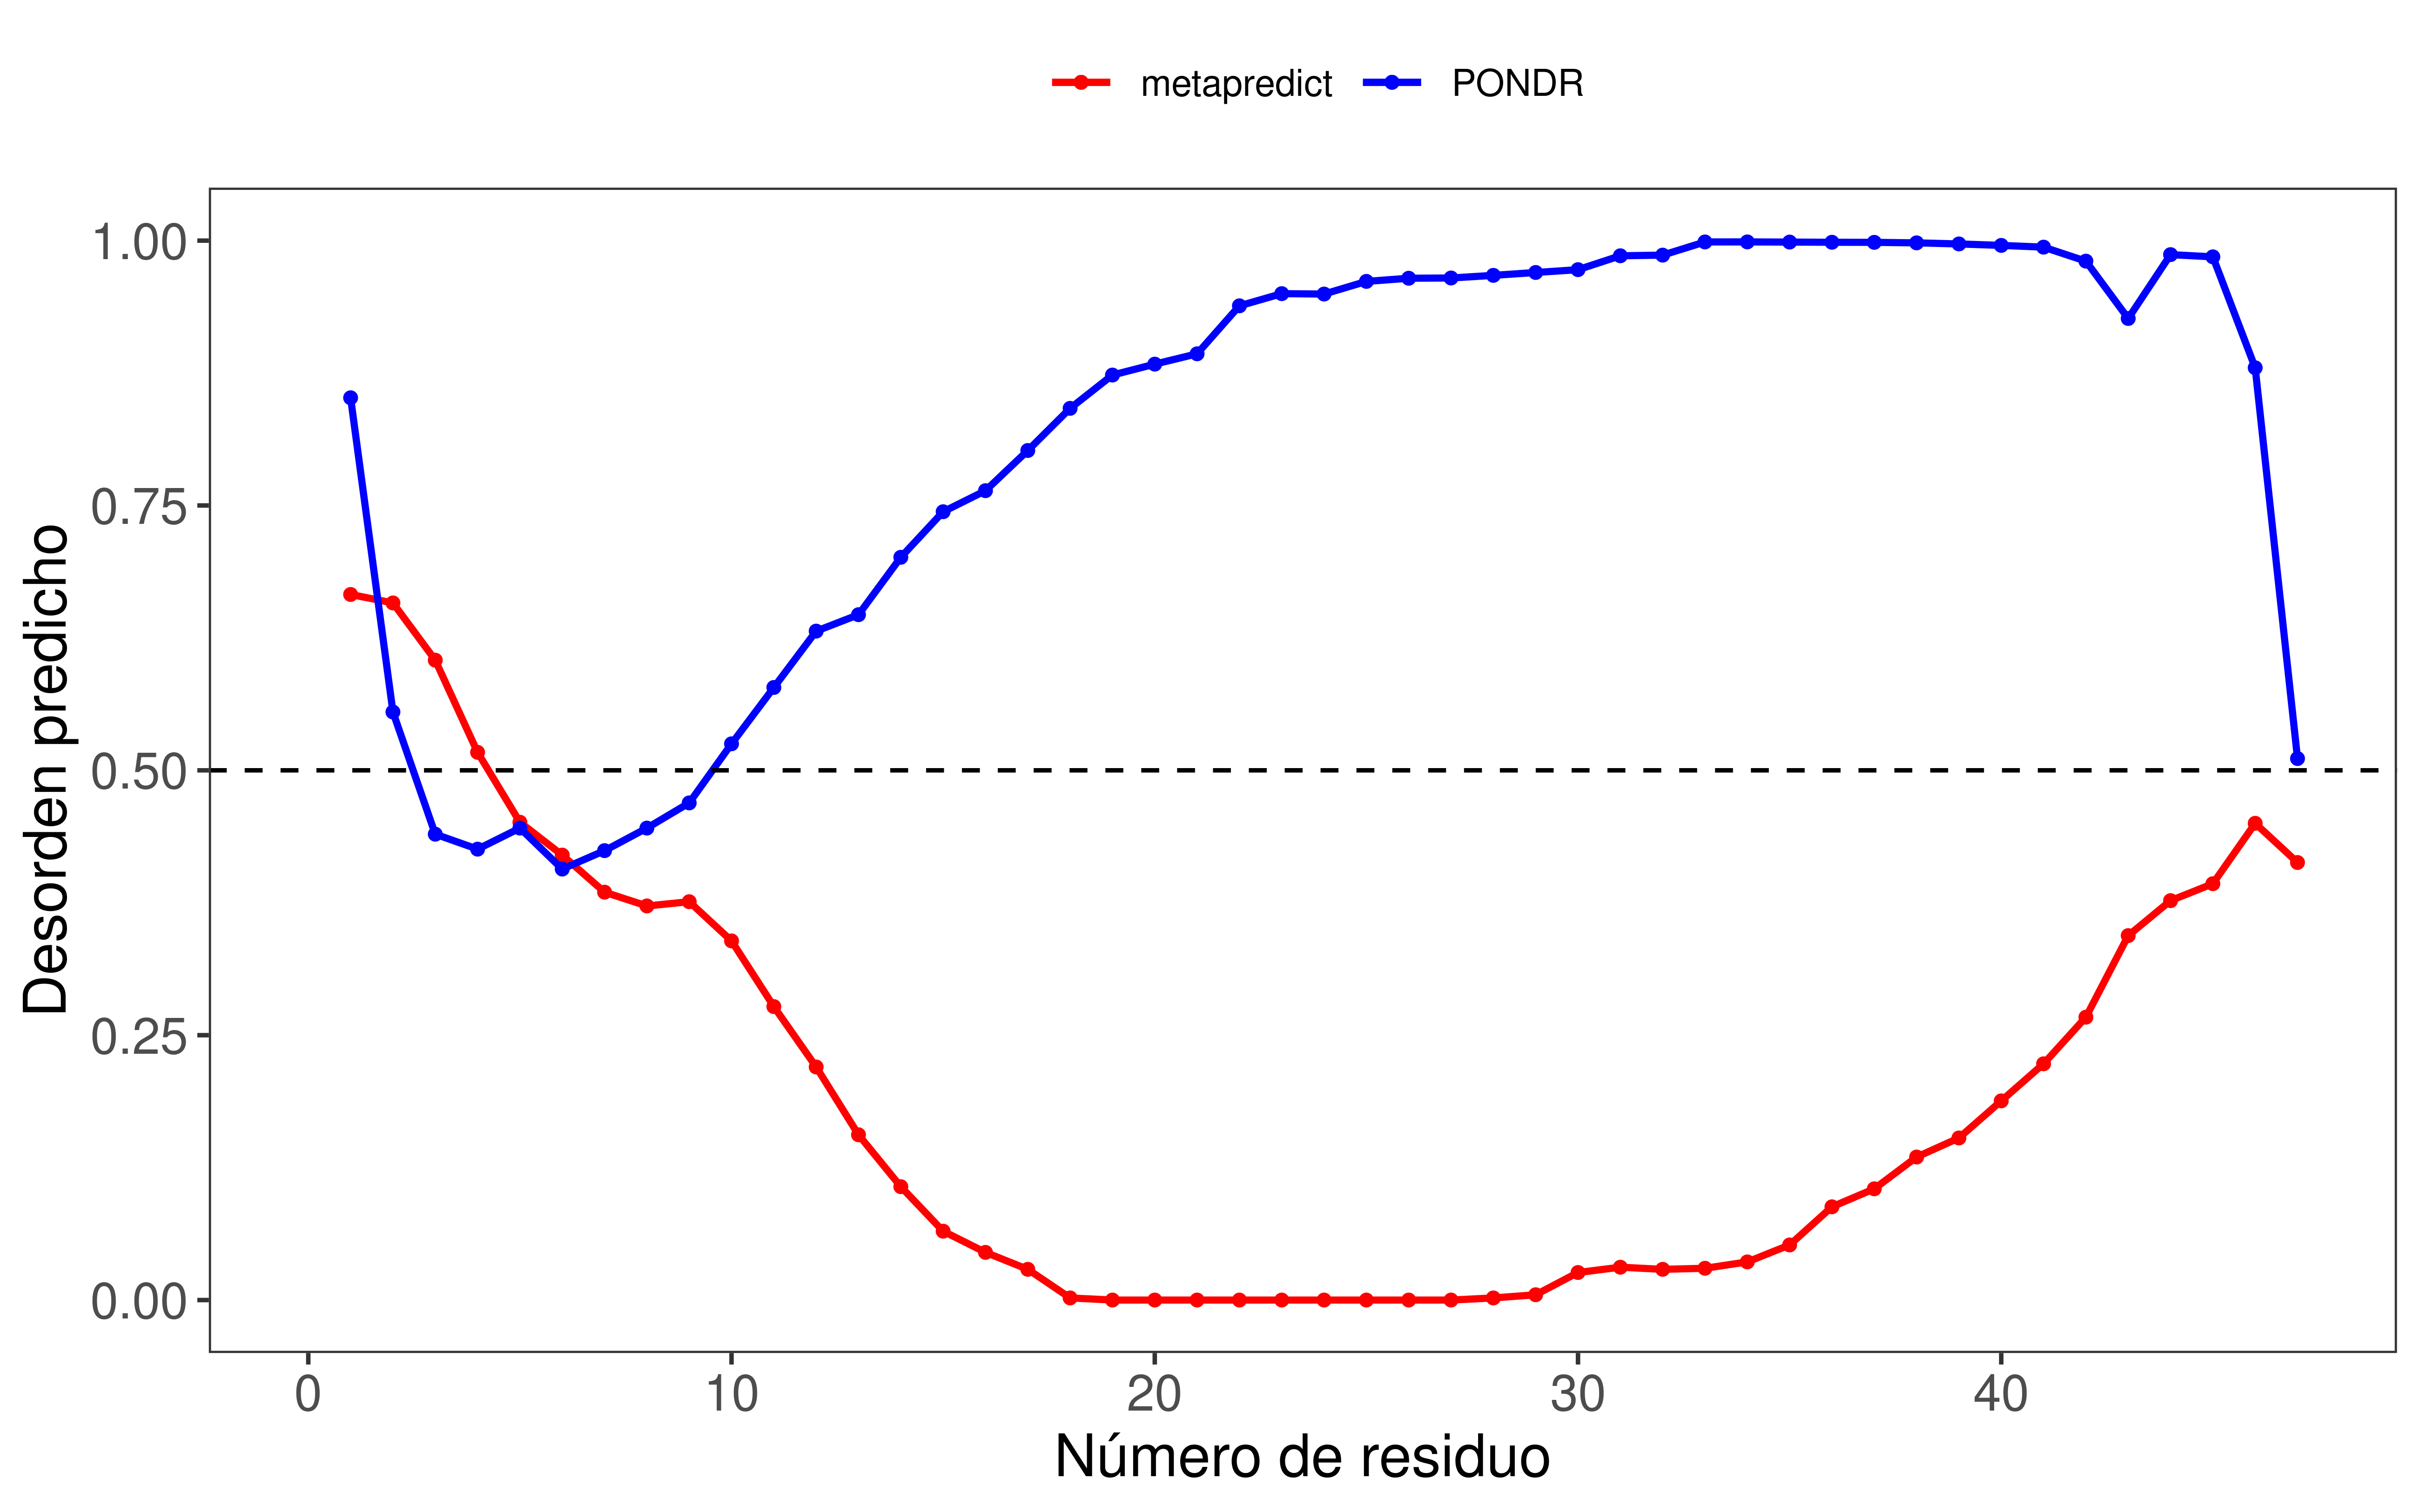 metapredict PONDR
Desorden predicho
1.00
0.75
0.50
0.25
0.00
0 10 20 30 40
Número de residuo